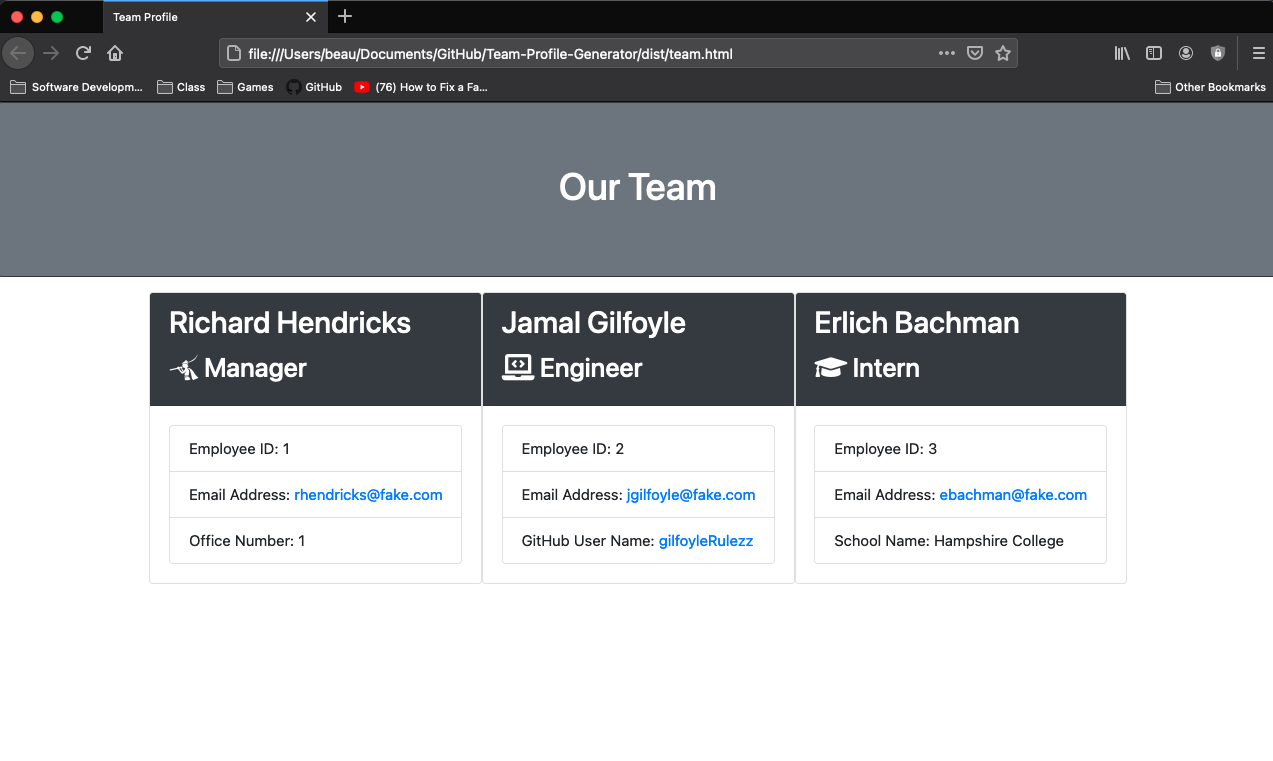 Team Profile
file:///Users/beau/Documents/GitHub/Team-Profile-Generator/dist/team.html
Software Developm... Class Games GitHub (76) How to Fix a Fa... Other Bookmarks
Our Team
Richard Hendricks
Manager
Employee ID: 1
Email Address: rhendricks@fake.com
Office Number: 1
Jamal Gilfoyle
Engineer
Employee ID: 2
Email Address: jgilfoyle@fake.com
GitHub User Name: gilfoyleRulezz
Erlich Bachman
Intern
Employee ID: 3
Email Address: ebachman@fake.com
School Name: Hampshire College